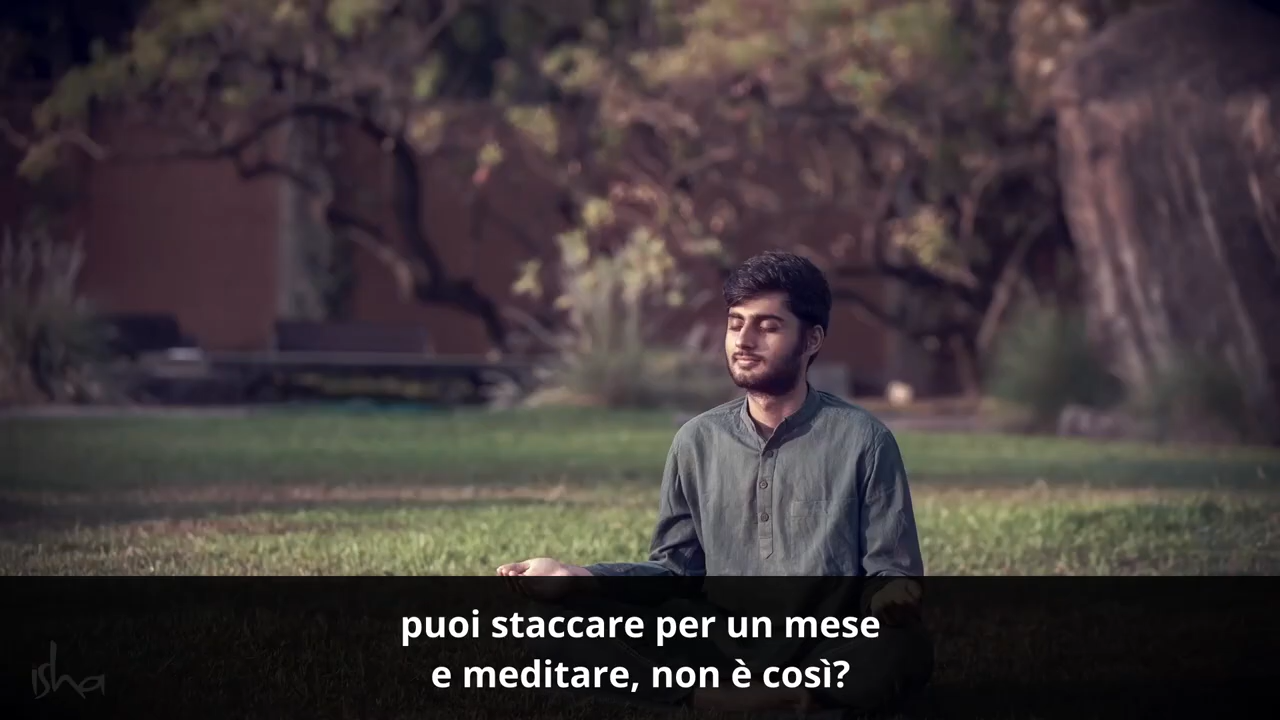 puoi staccare per un mese
e meditare, non è così?
isha